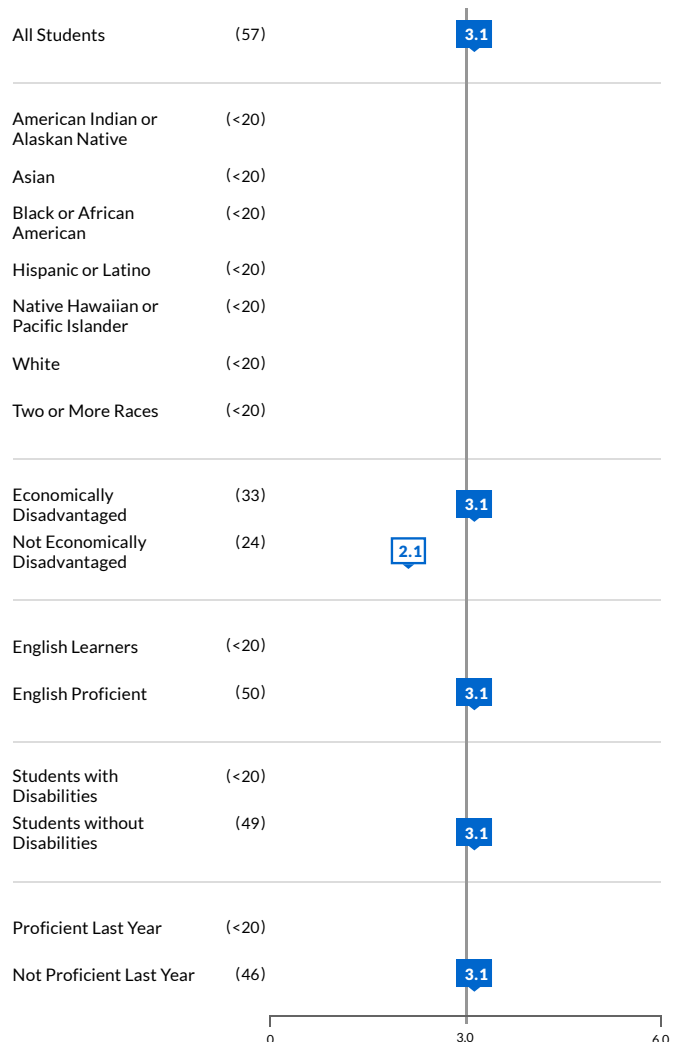 All Students (57) 3.1
American Indian or (<20)
Alaskan Native
Asian (<20)
Black or African (<20)
American
Hispanic or Latino (<20)
Native Hawaiian or (<20)
Pacific Islander
White (<20)
Two or More Races (<20)
Economically (33) 3.1
Disadvantaged
Not Economically (24) 2.1
Disadvantaged
English Learners (<20)
English Proficient (50) 3.1
Students with (<20)
Disabilities
Students without (49) 3.1
Disabilities
Proficient Last Year (<20)
Not Proficient Last Year (46) 3.1
0 3.0 6.0